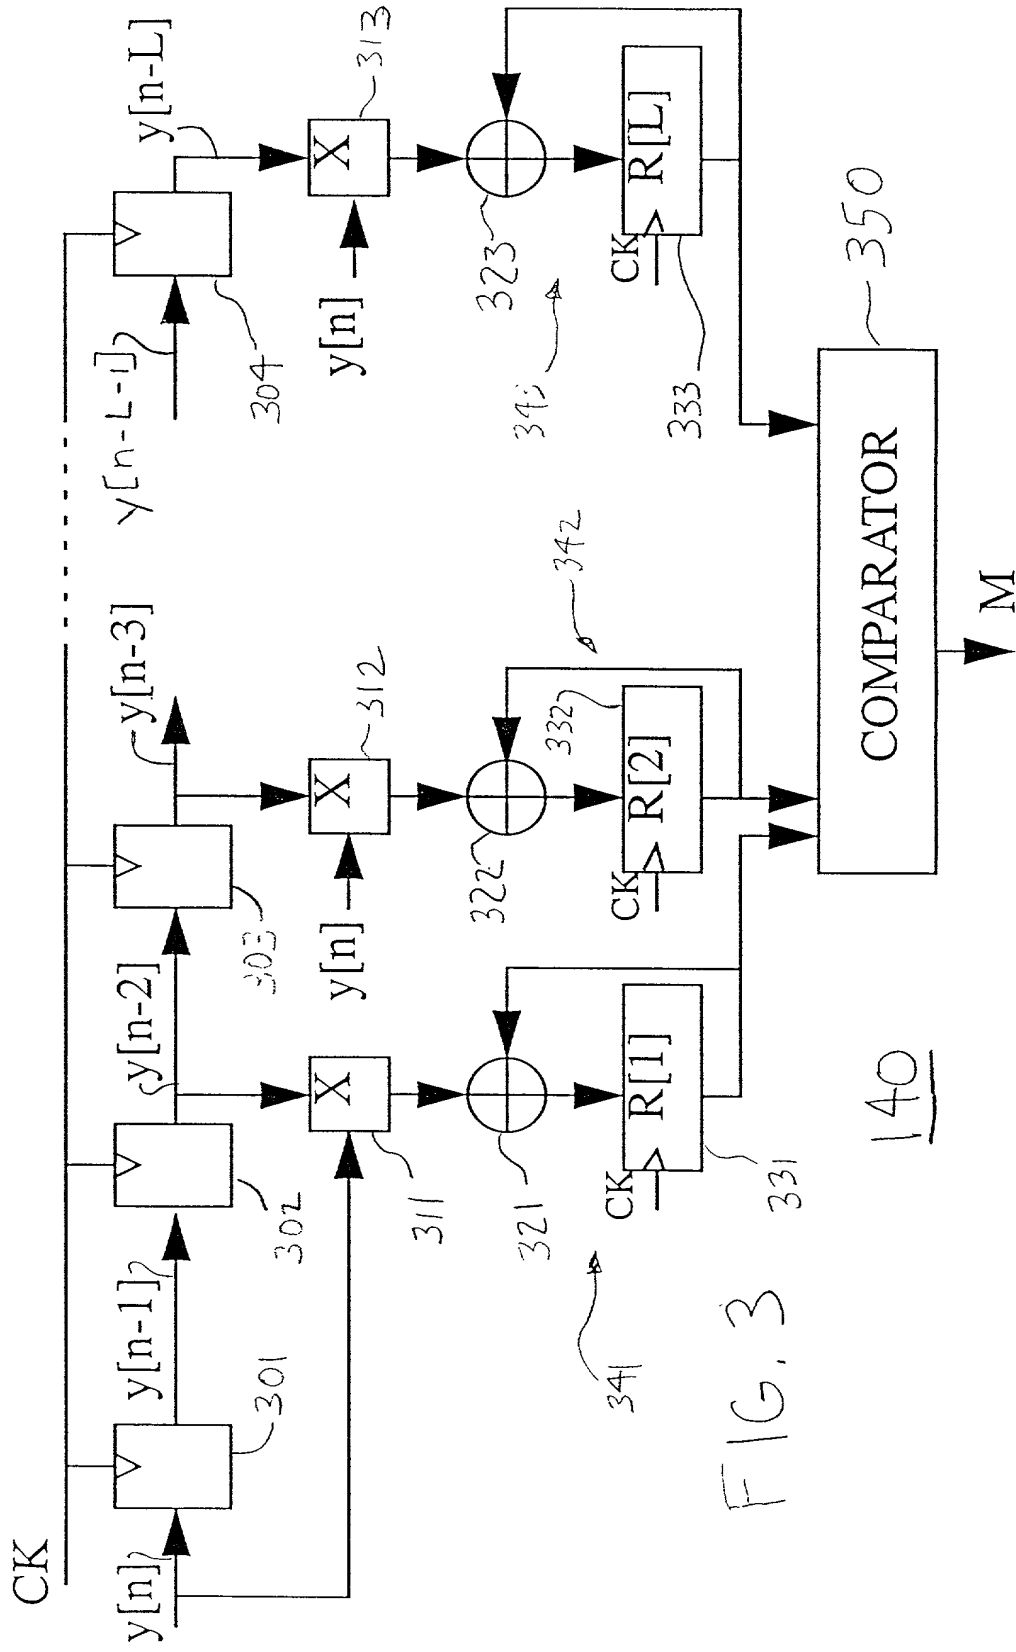 CK
y[n]
y[n-1]
y[n-2]
y[n-3]
y[n-L-1]
y[n-L]
301
302
303
304
X
311
y[n]
X
312
y[n]
X
313
321
322
323
CK
R[1]
331
CK
R[2]
332
CK
R[L]
333
341
342
COMPARATOR
350
M
140
FIG. 3